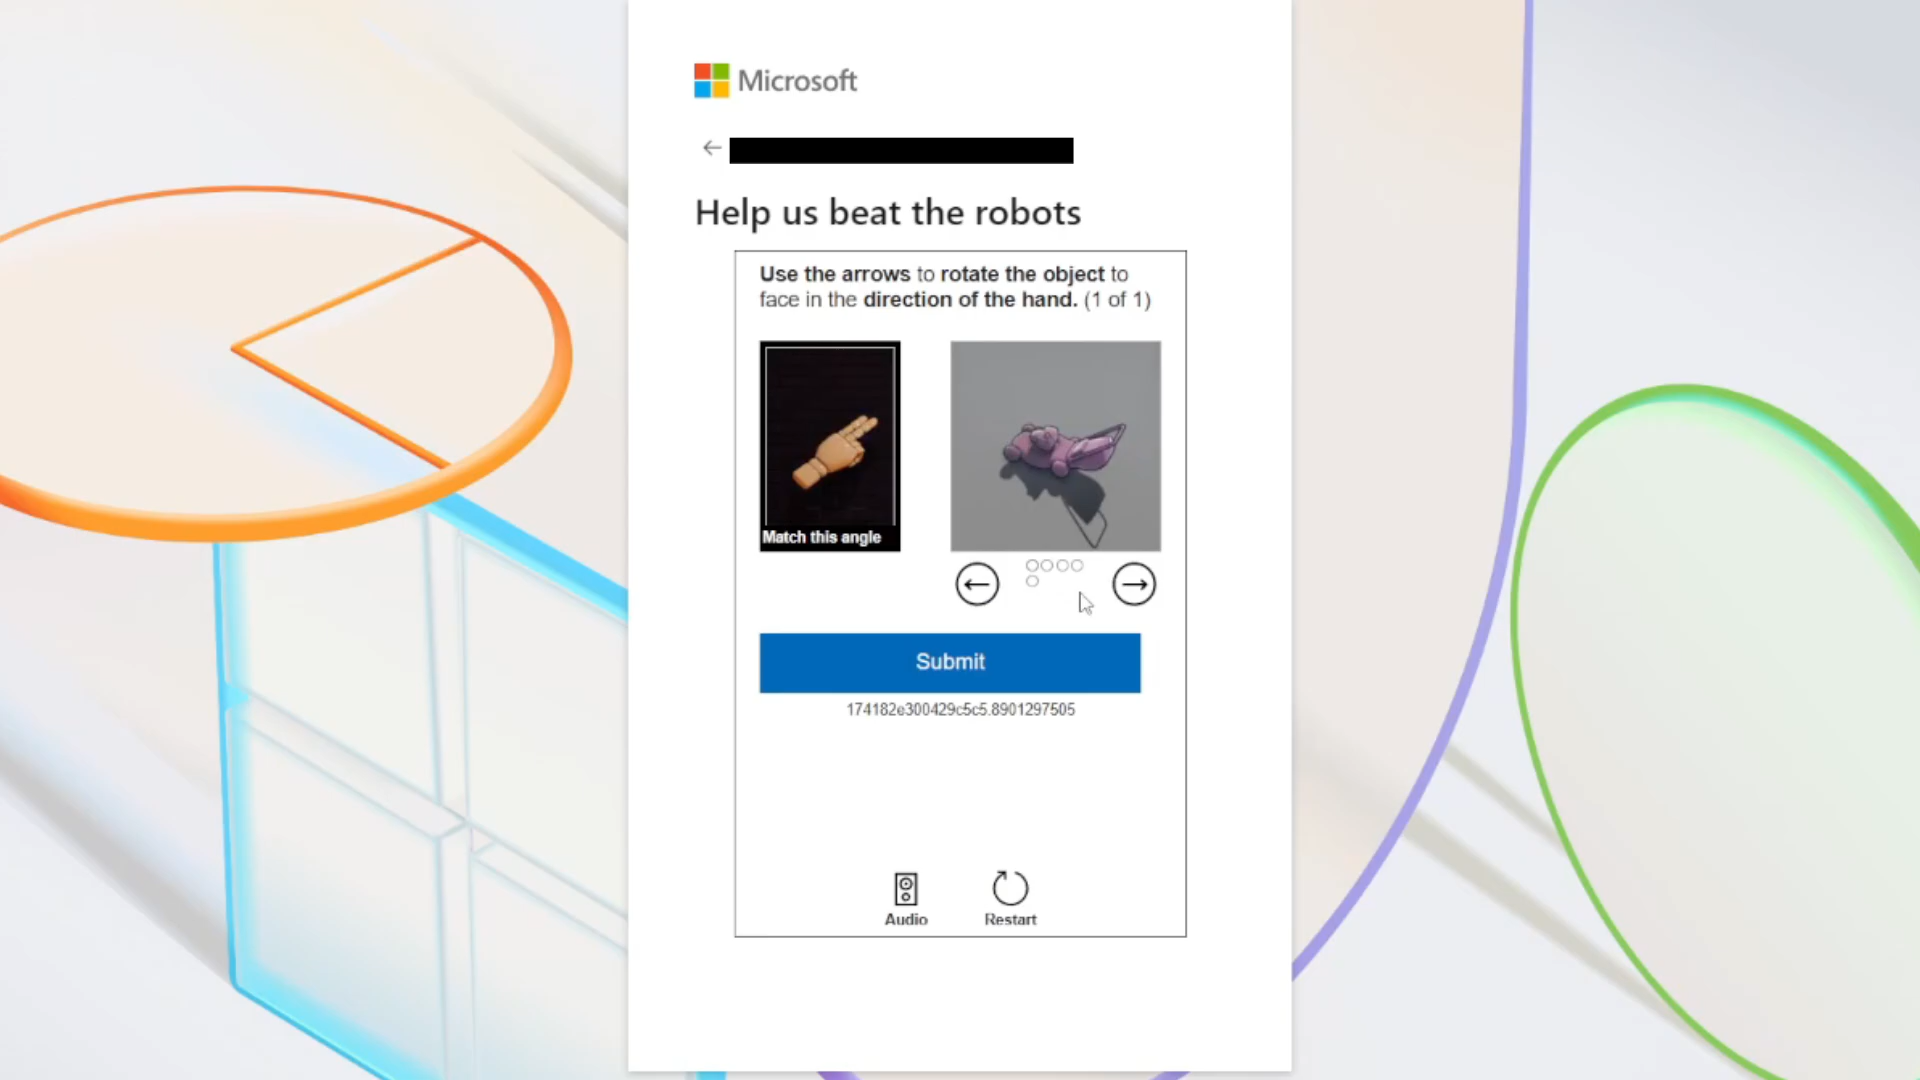 Microsoft
Help us beat the robots
Use the arrows to rotate the object to
face in the direction of the hand. (1 of 1)
Match this angle
Submit
174182e300429c5c5.8901297505
Audio
Restart